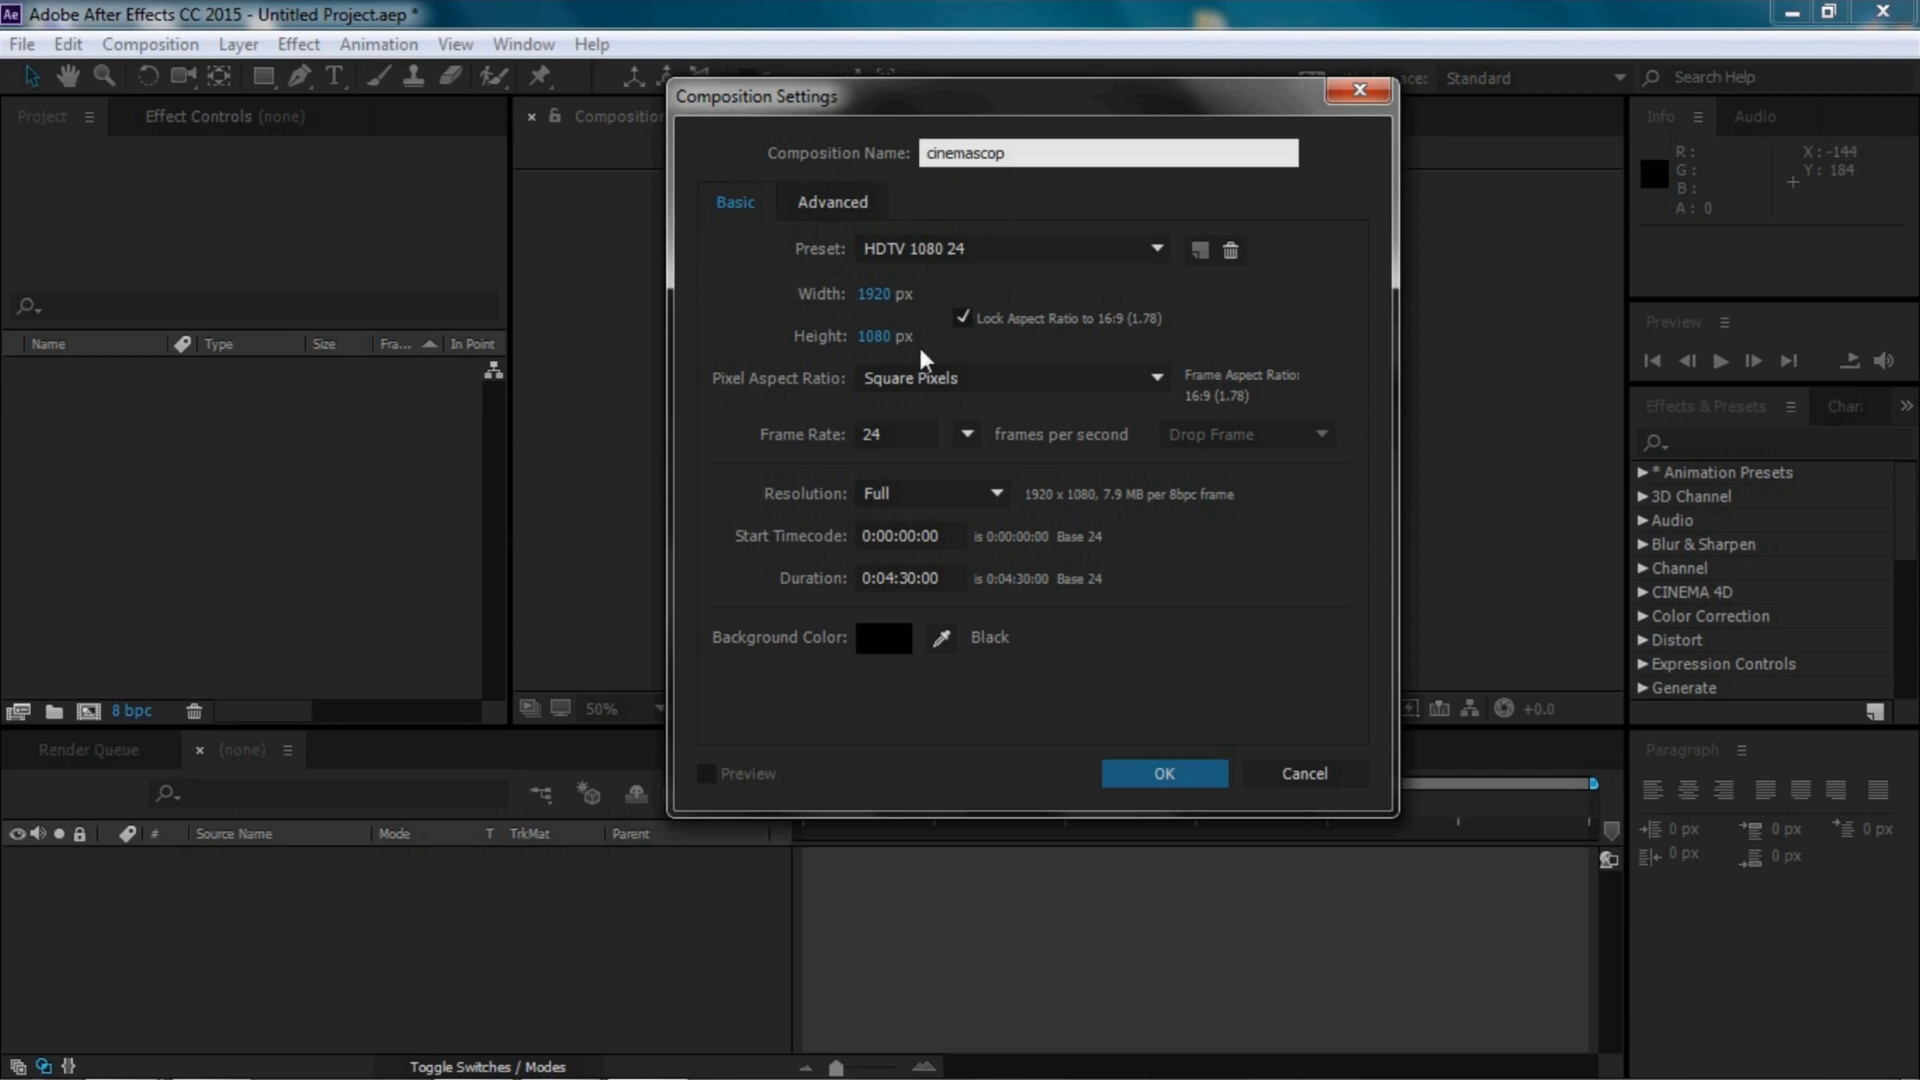 Ae Adobe After Effects CC 2015 - Untitled Project.aep *
File Edit Composition Layer Effect Animation View Window Help
Standard Search Help
Project Effect Controls (none)
Compositio
Composition Settings
Composition Name: cinemascop
Basic Advanced
Preset: HDTV 1080 24
Width: 1920 px
Lock Aspect Ratio to 16:9 (1.78)
Height: 1080 px
Pixel Aspect Ratio: Square Pixels
Frame Aspect Ratio:
16:9 (1.78)
Frame Rate: 24 frames per second Drop Frame
Resolution: Full 1920 x 1080, 7.9 MB per 8bpc frame
Start Timecode: 0:00:00:00 is 0:00:00:00 Base 24
Duration: 0:04:30:00 is 0:04:30:00 Base 24
Background Color: Black
Preview OK Cancel
Name Type Size Fra... In Point
8 bpc
50%
+0.0
Info Audio
R: X: -144
G: Y: 184
B:
A: 0
Preview
Effects & Presets Chara
* Animation Presets
3D Channel
Audio
Blur & Sharpen
Channel
CINEMA 4D
Color Correction
Distort
Expression Controls
Generate
Render Queue (none)
# Source Name Mode T TrkMat Parent
Paragraph
0 px 0 px 0 px
0 px 0 px
Toggle Switches / Modes